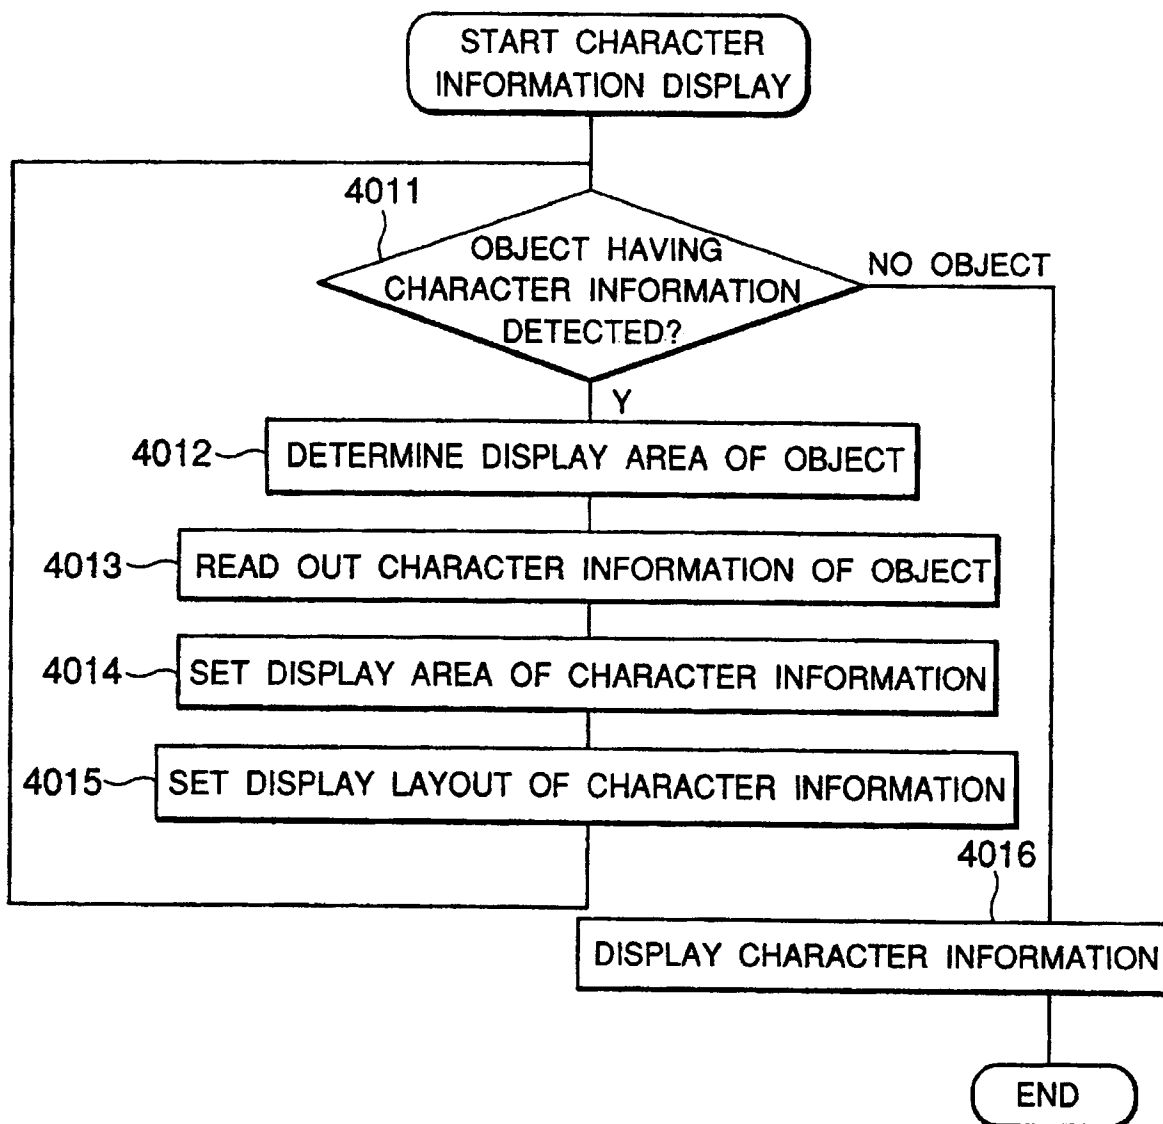 START CHARACTER
INFORMATION DISPLAY
4011
OBJECT HAVING
CHARACTER INFORMATION
DETECTED?
NO OBJECT
Y
4012
DETERMINE DISPLAY AREA OF OBJECT
4013
READ OUT CHARACTER INFORMATION OF OBJECT
4014
SET DISPLAY AREA OF CHARACTER INFORMATION
4015
SET DISPLAY LAYOUT OF CHARACTER INFORMATION
4016
DISPLAY CHARACTER INFORMATION
END